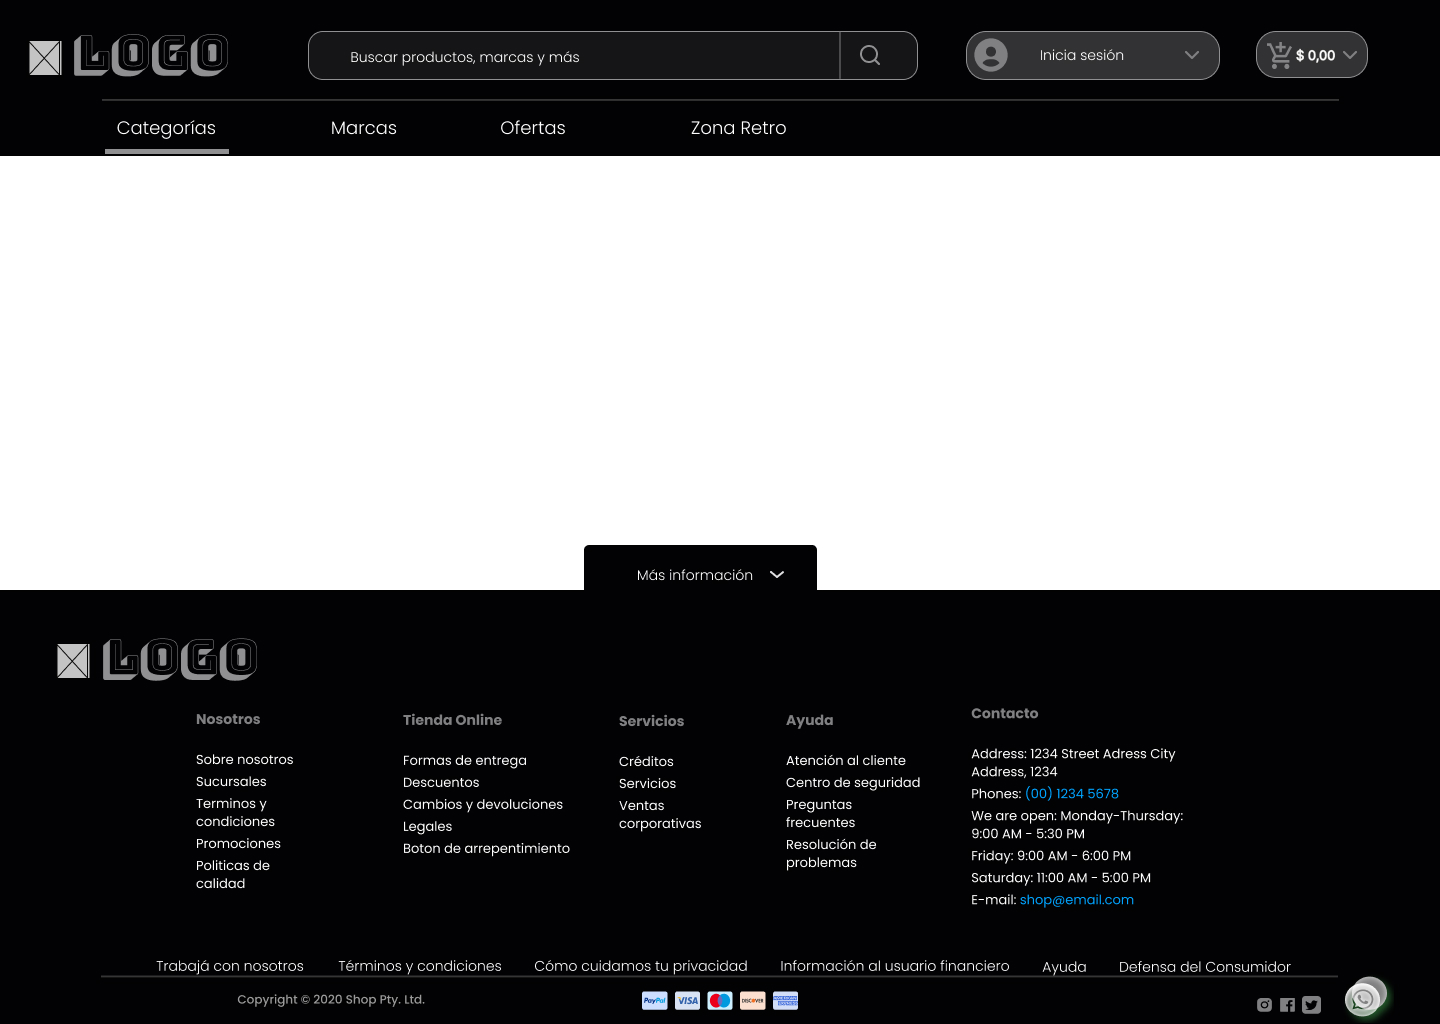 LOGO
Buscar productos, marcas y más
Inicia sesión
$ 0,00
Categorías
Marcas
Ofertas
Zona Retro
Más información
LOGO
Nosotros
Sobre nosotros
Sucursales
Terminos y
condiciones
Promociones
Politicas de
calidad
Tienda Online
Formas de entrega
Descuentos
Cambios y devoluciones
Legales
Boton de arrepentimiento
Servicios
Créditos
Servicios
Ventas
corporativas
Ayuda
Atención al cliente
Centro de seguridad
Preguntas
frecuentes
Resolución de
problemas
Contacto
Address: 1234 Street Adress City
Address, 1234
Phones: (00) 1234 5678
We are open: Monday-Thursday:
9:00 AM - 5:30 PM
Friday: 9:00 AM - 6:00 PM
Saturday: 11:00 AM - 5:00 PM
E-mail: shop@email.com
Trabajá con nosotros
Términos y condiciones
Cómo cuidamos tu privacidad
Información al usuario financiero
Ayuda
Defensa del Consumidor
Copyright © 2020 Shop Pty. Ltd.
PayPal
VISA
DISCOVER